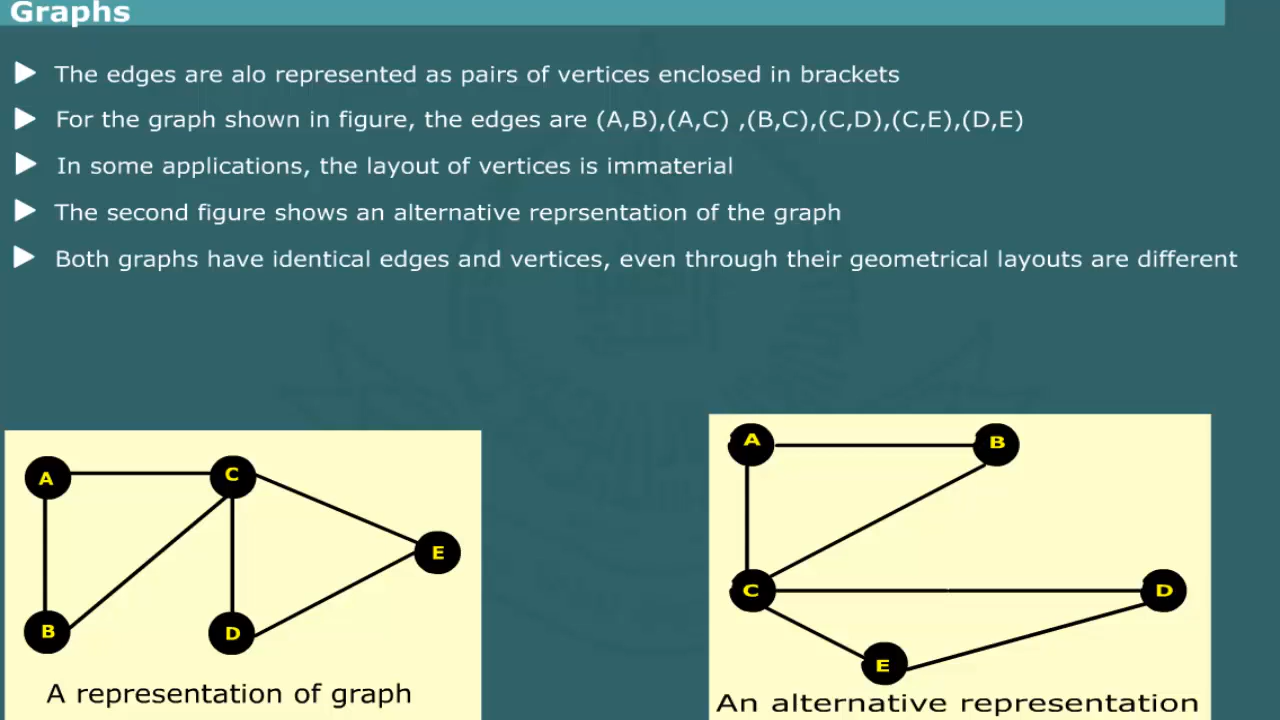 Graphs
The edges are alo represented as pairs of vertices enclosed in brackets
For the graph shown in figure, the edges are (A,B),(A,C) ,(B,C),(C,D),(C,E),(D,E)
In some applications, the layout of vertices is immaterial
The second figure shows an alternative reprsentation of the graph
Both graphs have identical edges and vertices, even through their geometrical layouts are different
A
C
E
B
D
A representation of graph
A
B
C
D
E
An alternative representation